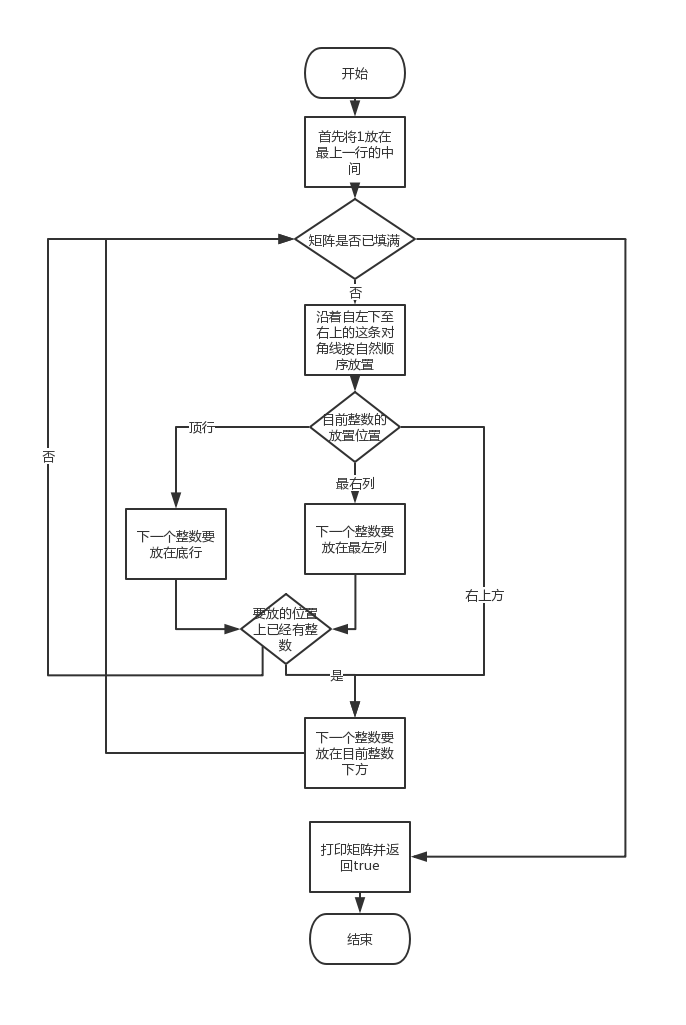 开始
首先将1放在
最上一行的中
间
矩阵是否已填满
否
沿着自左下至
右上的这条对
角线按自然顺
序放置
目前整数的
放置位置
顶行
最右列
右上方
否
下一个整数要
放在底行
下一个整数要
放在最左列
要放的位置
上已经有整
数
是
下一个整数要
放在目前整数
下方
打印矩阵并返
回true
结束